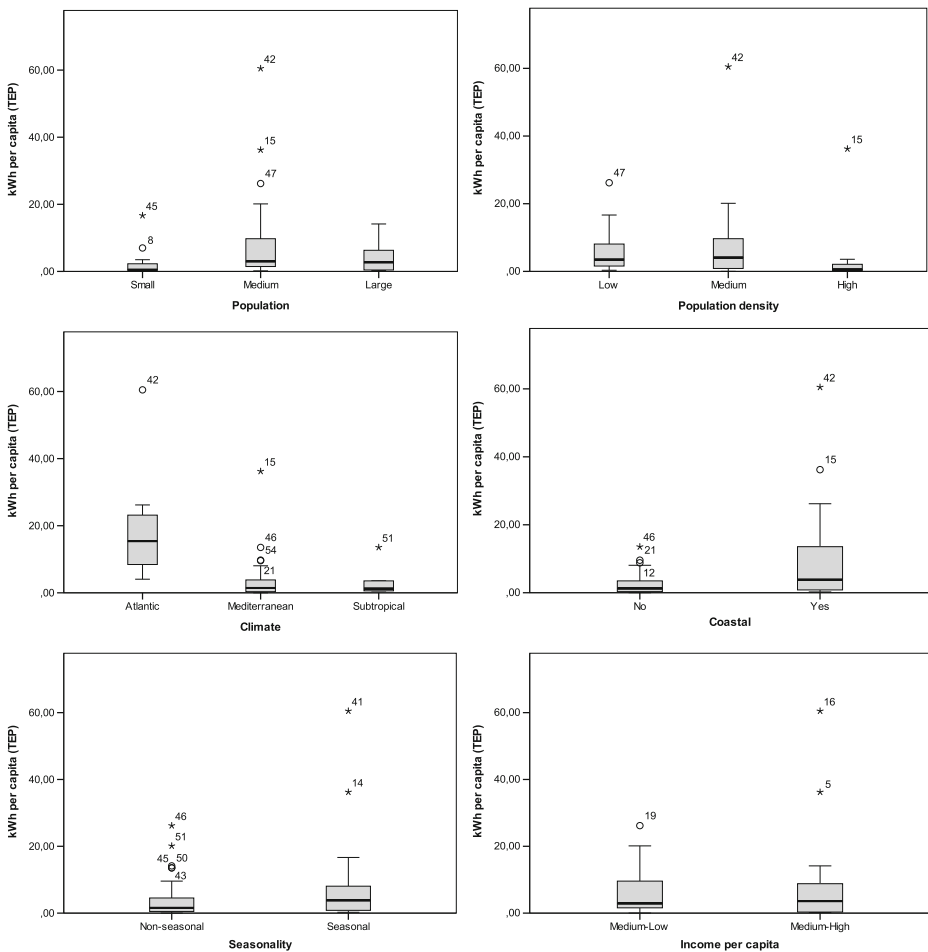 kWh per capita (TEP)
60,00
40,00
20,00
,00
42
15
47
45
8
Small
Medium
Large
Population
kWh per capita (TEP)
60,00
40,00
20,00
,00
42
15
47
Low
Medium
High
Population density
kWh per capita (TEP)
60,00
40,00
20,00
,00
42
15
46
54
21
51
Atlantic
Mediterranean
Subtropical
Climate
kWh per capita (TEP)
60,00
40,00
20,00
,00
42
15
46
21
12
No
Yes
Coastal
kWh per capita (TEP)
60,00
40,00
20,00
,00
41
14
46
51
45 50
43
Non-seasonal
Seasonal
Seasonality
kWh per capita (TEP)
60,00
40,00
20,00
,00
16
5
19
Medium-Low
Medium-High
Income per capita